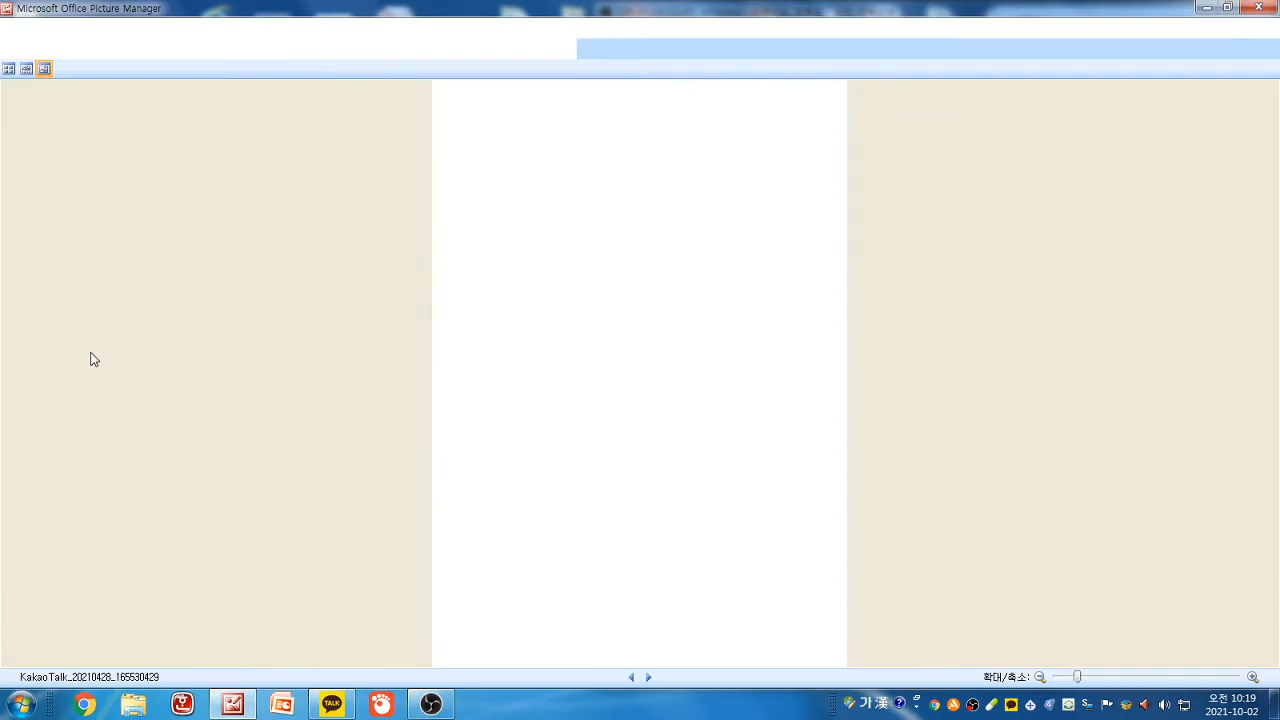 Microsoft Office Picture Manager
KakaoTalk_20210428_165530429
확대/축소:
TALK
가 漢
오전 10:19
2021-10-02